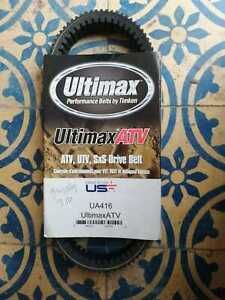 Ultimax
Performance Belts by Timken
UltimaxATV
ATV, UTV, SxS Drive Belt
US
UA416
UltimaxATV